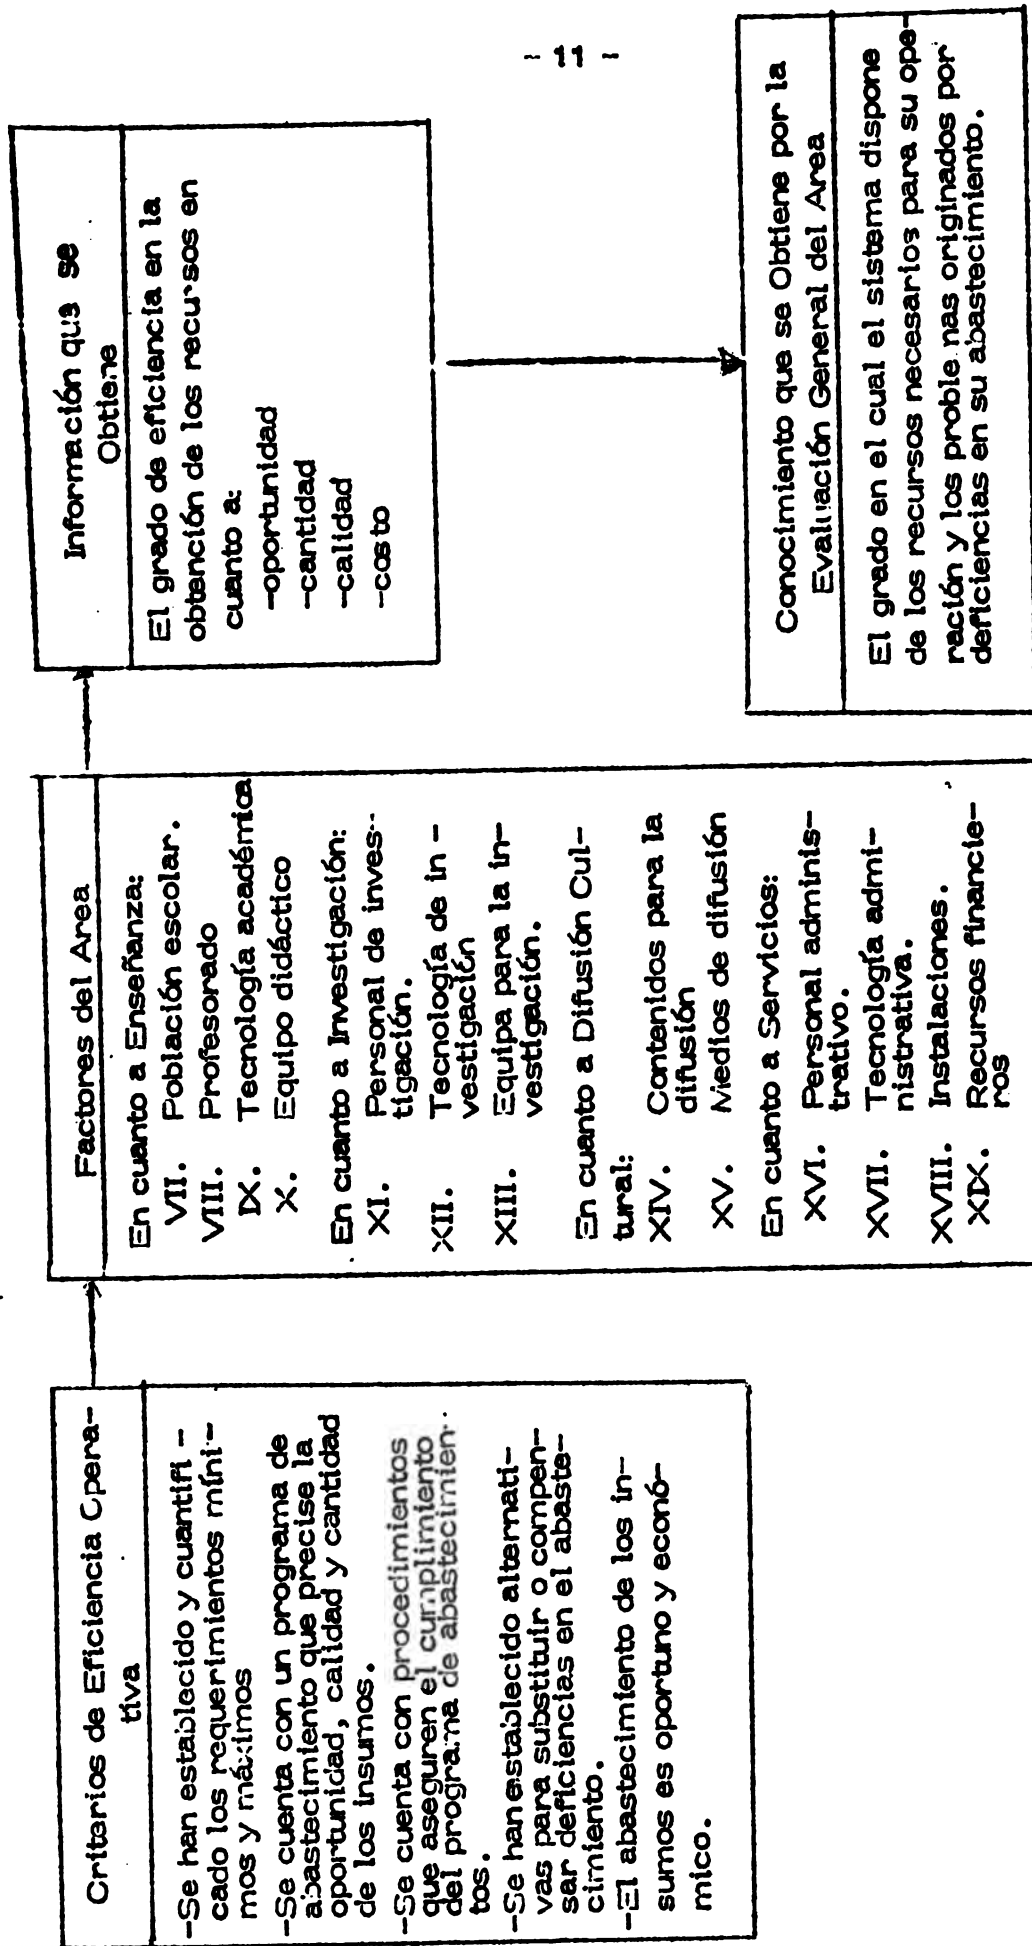 - 11 -
Criterios de Eficiencia Opera-
tiva
-Se han establecido y cuantifi -
cado los requerimientos míni-
mos y máximos
-Se cuenta con un programa de
abastecimiento que precise la
oportunidad, calidad y cantidad
de los insumos.
-Se cuenta con procedimientos
que aseguren el cumplimiento
del programa de abastecimien-
tos.
-Se han establecido alternati-
vas para substituir o compen-
sar deficiencias en el abaste-
cimiento.
-El abastecimiento de los in-
sumos es oportuno y econó-
mico.
Factores del Area
En cuanto a Enseñanza:
VII. Población escolar.
VIII. Profesorado
IX. Tecnología académica
X. Equipo didáctico
En cuanto a Investigación:
XI. Personal de inves-
tigación.
XII. Tecnología de in -
vestigación
XIII. Equipa para la in-
vestigación.
En cuanto a Difusión Cul-
tural:
XIV. Contenidos para la
difusión
XV. Medios de difusión
En cuanto a Servicios:
XVI. Personal adminis-
trativo.
XVII. Tecnología admi-
nistrativa.
XVIII. Instalaciones.
XIX. Recursos financie-
ros
Información que se
Obtiene
El grado de eficiencia en la
obtención de los recursos en
cuanto a:
-oportunidad
-cantidad
-calidad
-costo
Conocimiento que se Obtiene por la
Evaluación General del Area
El grado en el cual el sistema dispone
de los recursos necesarios para su ope-
ración y los problemas originados por
deficiencias en su abastecimiento.